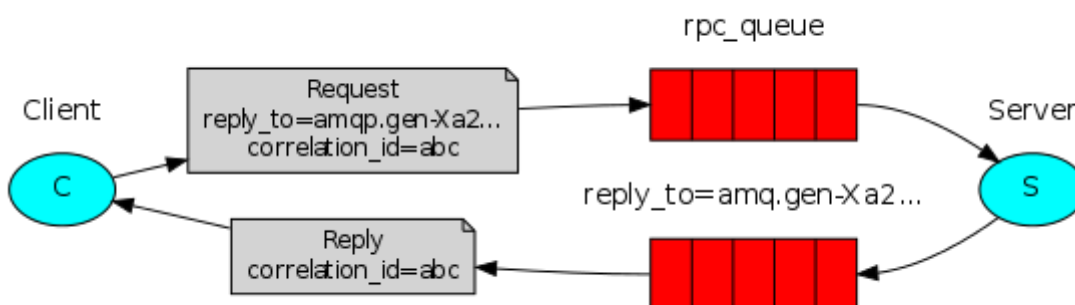 rpc_queue
Client
Request
reply_to=amqp.gen-Xa2...
correlation_id=abc
Server
C
S
reply_to=amq.gen-Xa2...
Reply
correlation_id=abc